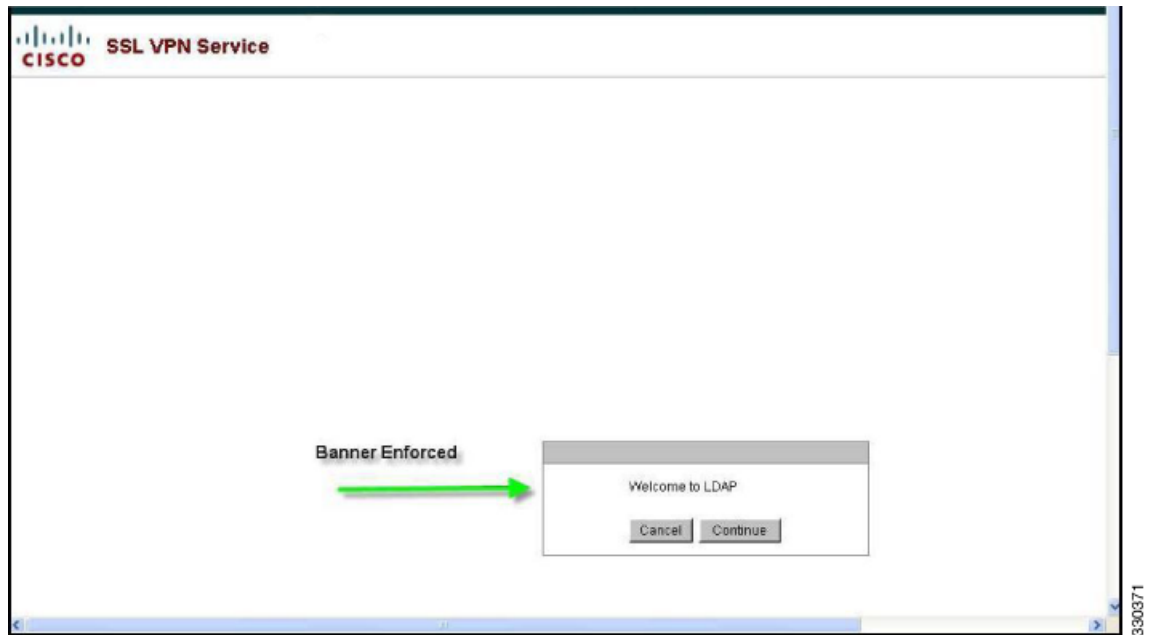 CISCO
SSL VPN Service
Banner Enforced
Welcome to LDAP
Cancel
Continue
330371